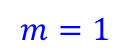 m = 1